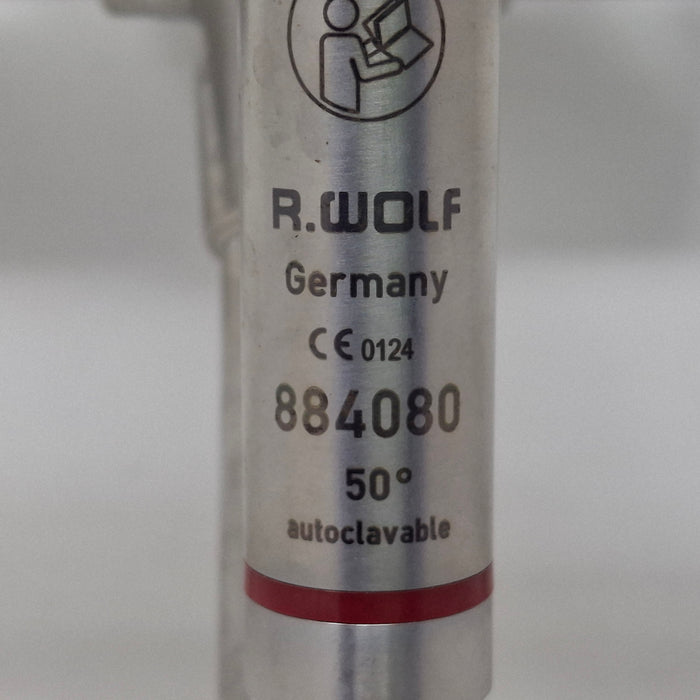 R.WOLF
Germany
CE 0124
884080
50°
autoclavable